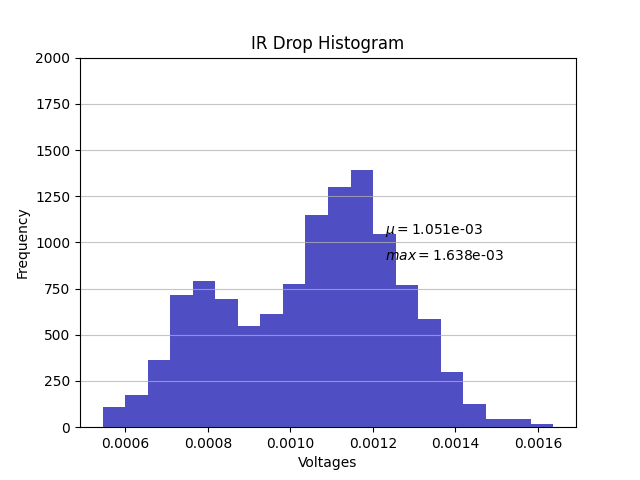 IR Drop Histogram
2000
1750
1500
1250
1000
750
500
250
0
Frequency
μ = 1.051e-03
max = 1.638e-03
0.0006 0.0008 0.0010 0.0012 0.0014 0.0016
Voltages